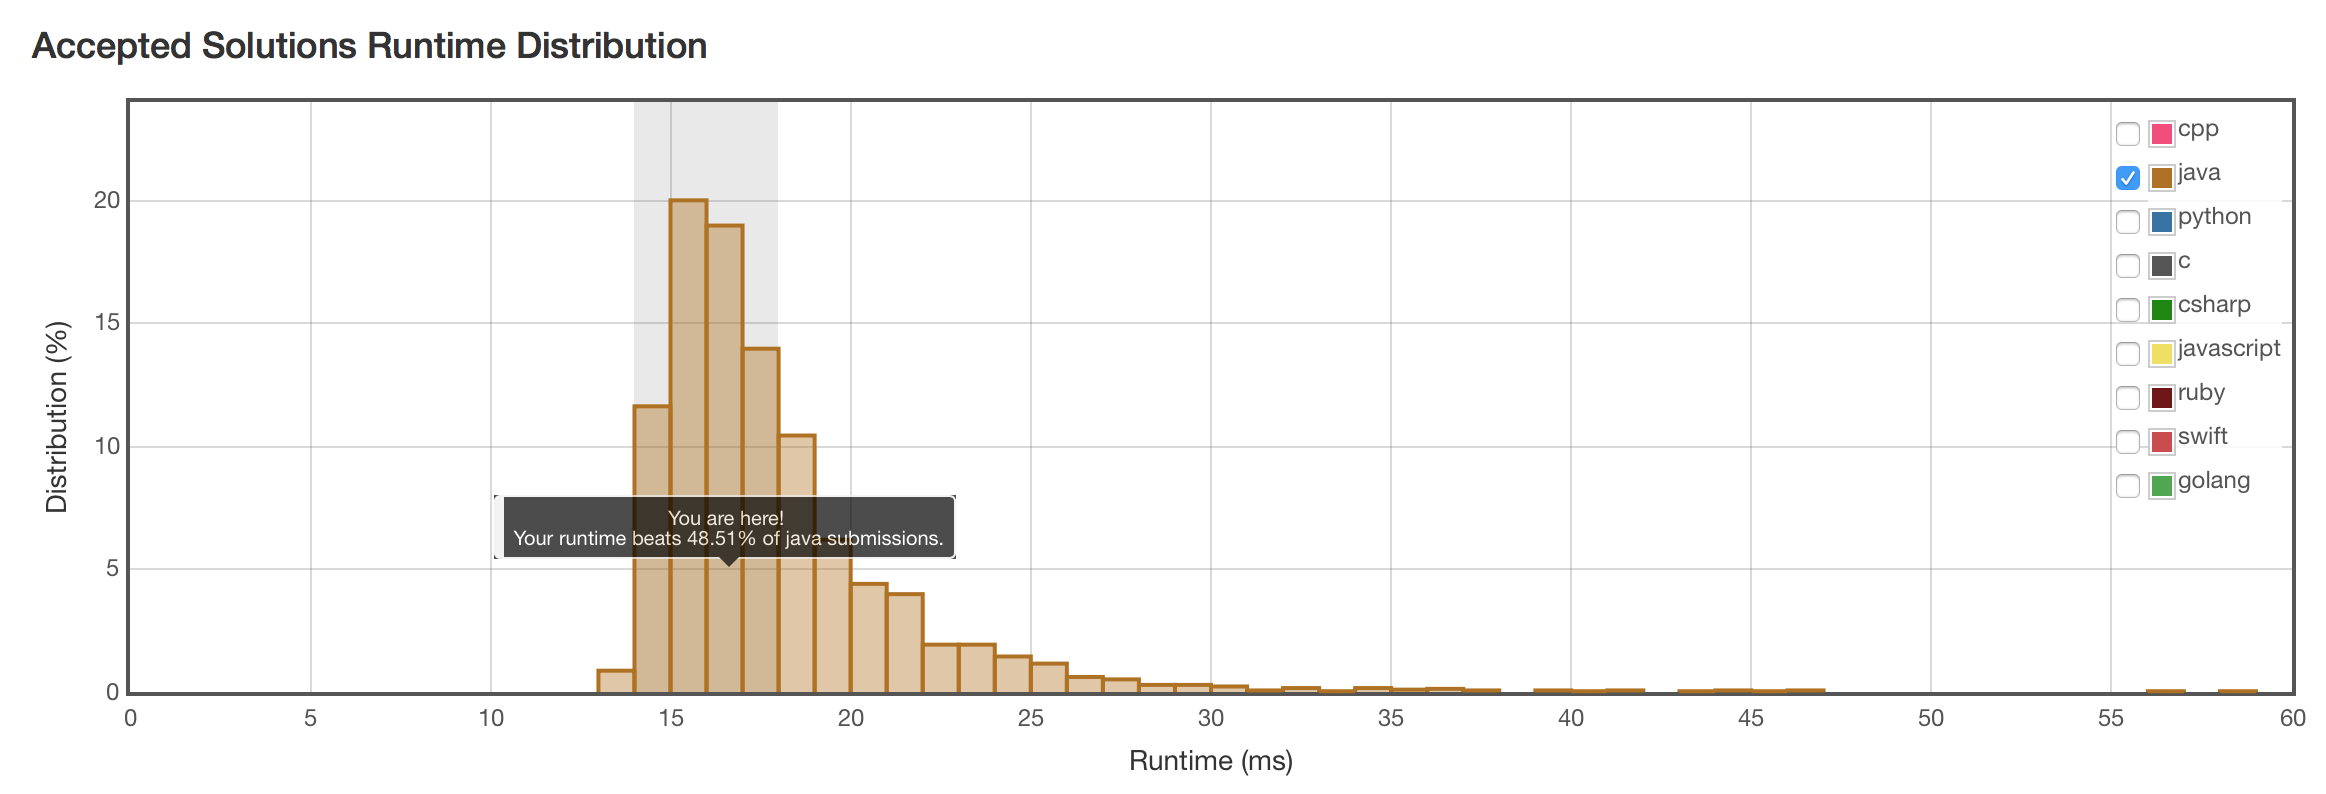 Accepted Solutions Runtime Distribution
cpp
java
python
c
csharp
javascript
ruby
swift
golang
Distribution (%)
20
15
10
5
0
You are here!
Your runtime beats 48.51% of java submissions.
0 5 10 15 20 25 30 35 40 45 50 55 60
Runtime (ms)